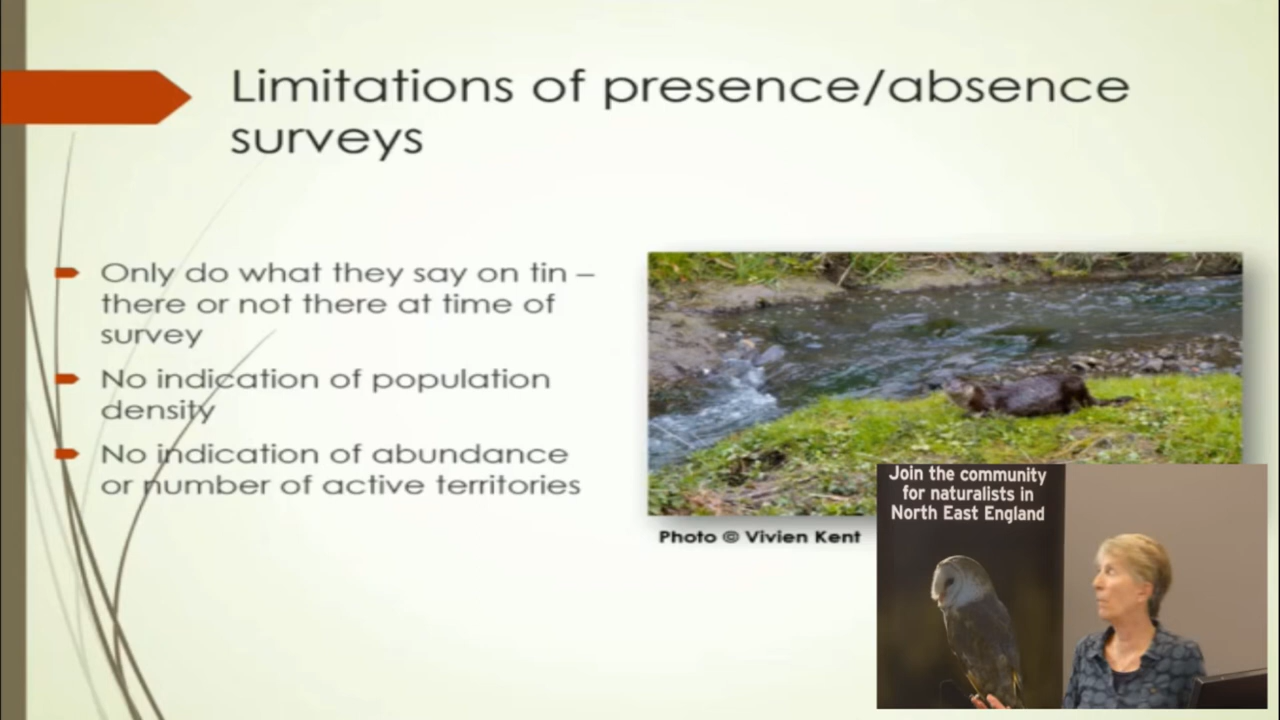 Limitations of presence/absence
surveys
Only do what they say on tin –
there or not there at time of
survey
No indication of population
density
No indication of abundance
or number of active territories
Photo © Vivien Kent
Join the community
for naturalists in
North East England